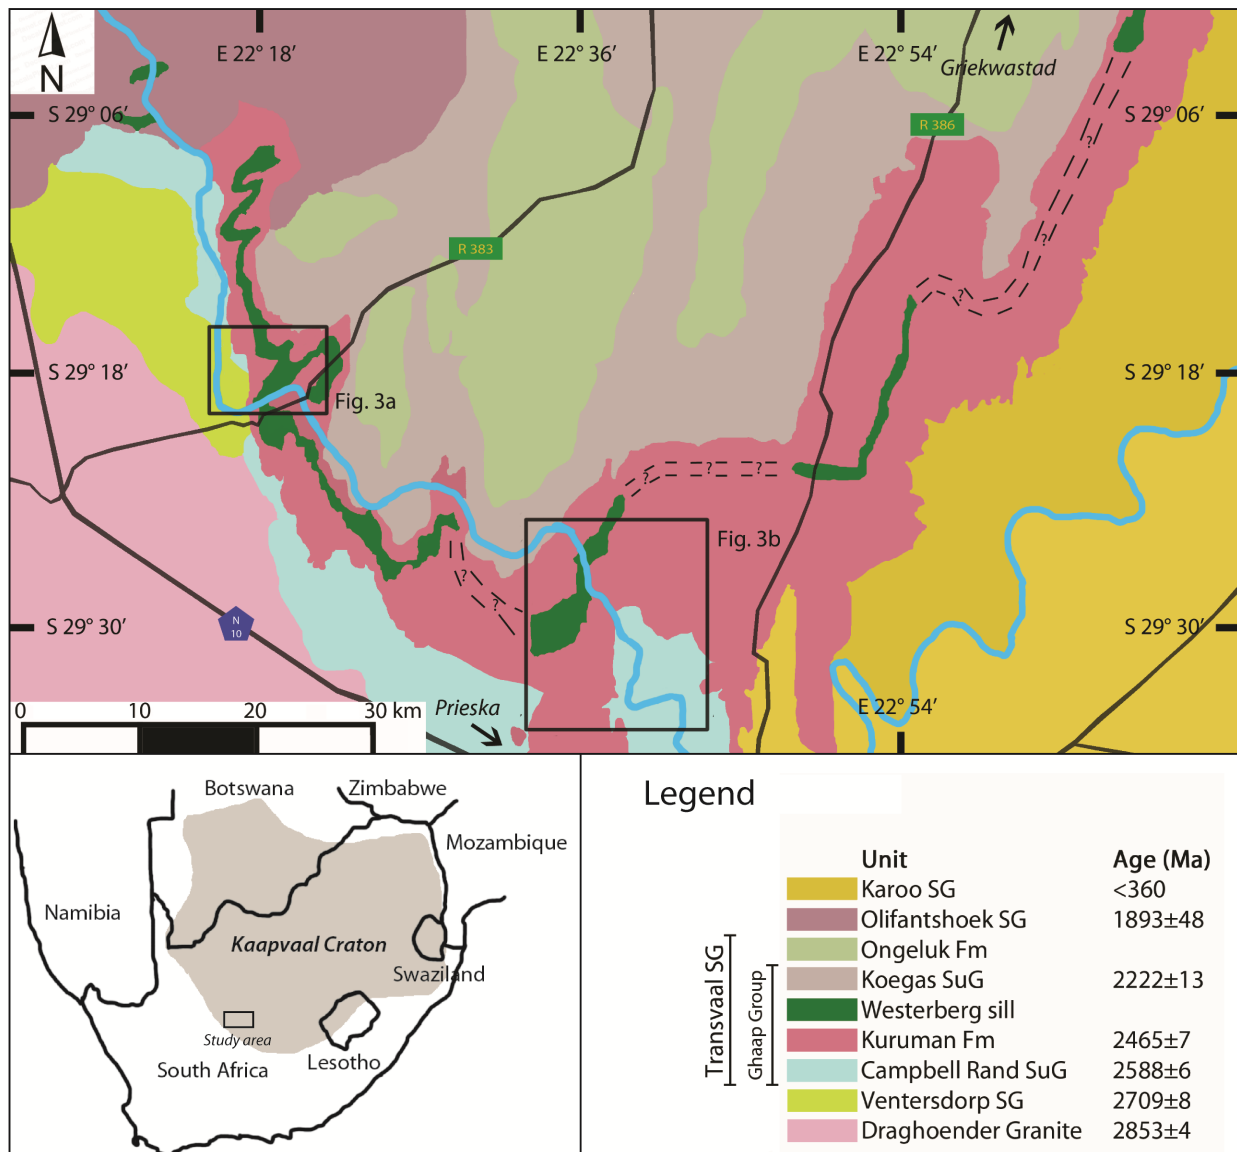 N
E 22° 18′
E 22° 36′
E 22° 54′
Griekwastad
S 29° 06′
R 386
S 29° 06′
?
?
R 383
?
S 29° 18′
S 29° 18′
Fig. 3a
?
?
?
Fig. 3b
?
?
S 29° 30′
N
10
S 29° 30′
0 10 20 30 km
Prieska
E 22° 54′
Botswana
Zimbabwe
Mozambique
Namibia
Kaapvaal Craton
Swaziland
Study area
South Africa
Lesotho
Legend
Unit Age (Ma)
Karoo SG <360
Olifantshoek SG 1893±48
Ongeluk Fm
Koegas SuG 2222±13
Westerberg sill
Kuruman Fm 2465±7
Campbell Rand SuG 2588±6
Ventersdorp SG 2709±8
Draghoender Granite 2853±4
Transvaal SG
Ghaap Group